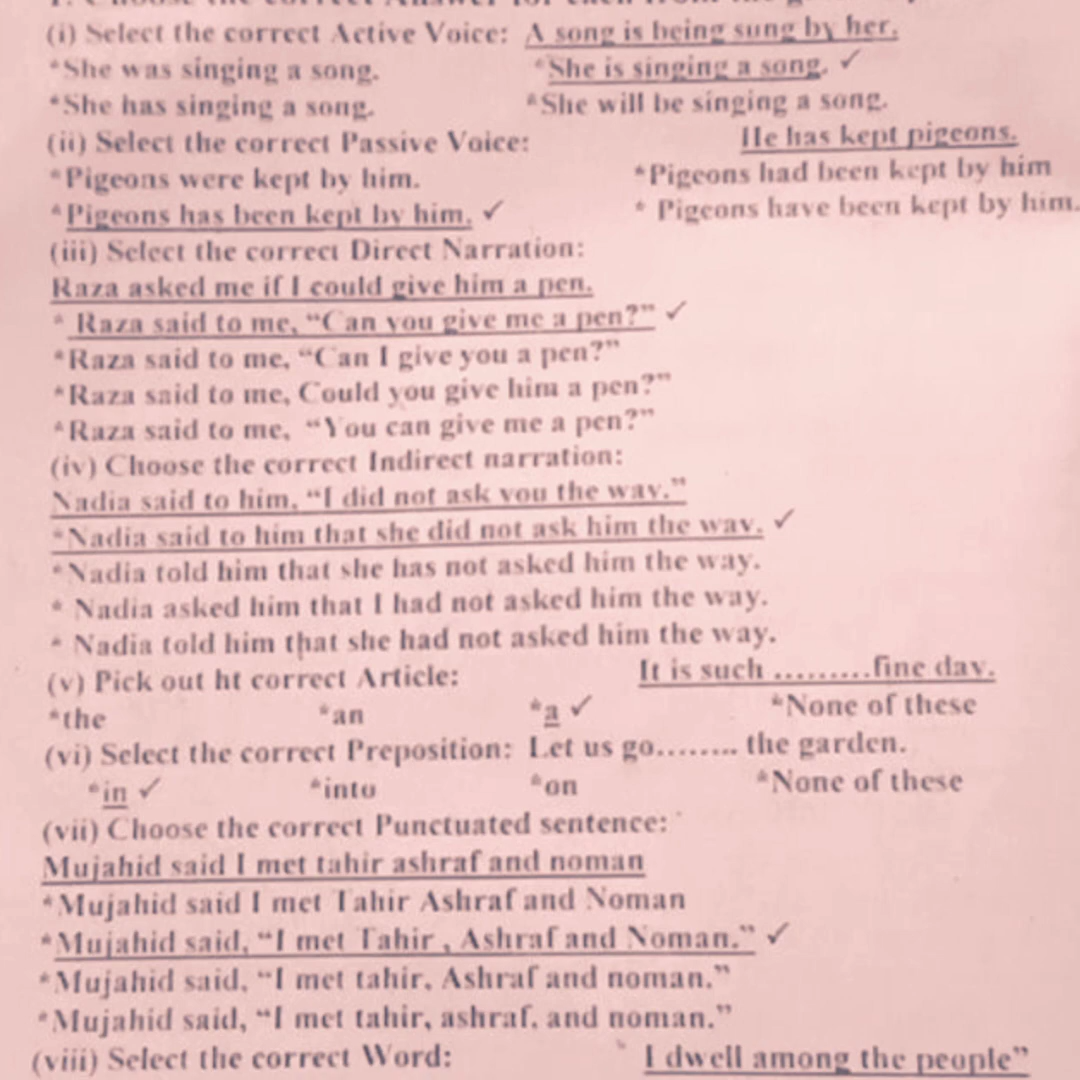 (i) Select the correct Active Voice: A song is being sung by her.
*She was singing a song. *She is singing a song. ✓
*She has singing a song. *She will be singing a song.
(ii) Select the correct Passive Voice: He has kept pigeons.
*Pigeons were kept by him. *Pigeons had been kept by him
*Pigeons has been kept by him. ✓ * Pigeons have been kept by him.
(iii) Select the correct Direct Narration:
Raza asked me if I could give him a pen.
* Raza said to me, “Can you give me a pen?” ✓
*Raza said to me, “Can I give you a pen?”
*Raza said to me, Could you give him a pen?”
*Raza said to me, “You can give me a pen?”
(iv) Choose the correct Indirect narration:
Nadia said to him, “I did not ask you the way.”
*Nadia said to him that she did not ask him the way. ✓
*Nadia told him that she has not asked him the way.
* Nadia asked him that I had not asked him the way.
* Nadia told him that she had not asked him the way.
(v) Pick out ht correct Article: It is such .........fine day.
*the *an *a ✓ *None of these
(vi) Select the correct Preposition: Let us go........ the garden.
*in ✓ *into *on *None of these
(vii) Choose the correct Punctuated sentence:
Mujahid said I met tahir ashraf and noman
*Mujahid said I met Tahir Ashraf and Noman
*Mujahid said, “I met Tahir , Ashraf and Noman.” ✓
*Mujahid said, “I met tahir, Ashraf and noman.”
*Mujahid said, “I met tahir, ashraf, and noman.”
(viii) Select the correct Word: I dwell among the people”